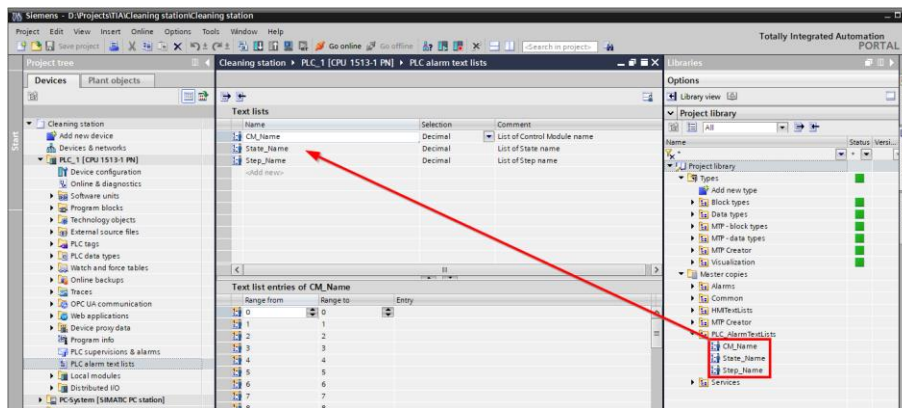 Siemens - D:\Projects\TIA\Cleaning station\Cleaning station
Project Edit View Insert Online Options Tools Window Help
Save project Go online Go offline <Search in project>
Totally Integrated Automation
PORTAL
Project tree
Devices Plant objects
Start
Cleaning station
Add new device
Devices & networks
PLC_1 [CPU 1513-1 PN]
Device configuration
Online & diagnostics
Software units
Program blocks
Technology objects
External source files
PLC tags
PLC data types
Watch and force tables
Online backups
Traces
OPC UA communication
Web applications
Device proxy data
Program info
PLC supervisions & alarms
PLC alarm text lists
Local modules
Distributed I/O
PC-System [SIMATIC PC station]
Cleaning station PLC_1 [CPU 1513-1 PN] PLC alarm text lists
Text lists
Name Selection Comment
CM_Name Decimal List of Control Module name
State_Name Decimal List of State name
Step_Name Decimal List of Step name
<Add new>
Text list entries of CM_Name
Range from Range to Entry
0 0
1 1
2 2
3 3
4 4
5 5
6 6
7 7
8 8
Libraries
Options
Library view
Project library
All
Name Status Versi...
Project library
Types
Add new type
Block types
Data types
MTP - block types
MTP - data types
MTP Creator
Visualization
Master copies
Alarms
Common
HMITextLists
MTP Creator
PLC_AlarmTextLists
CM_Name
State_Name
Step_Name
Services